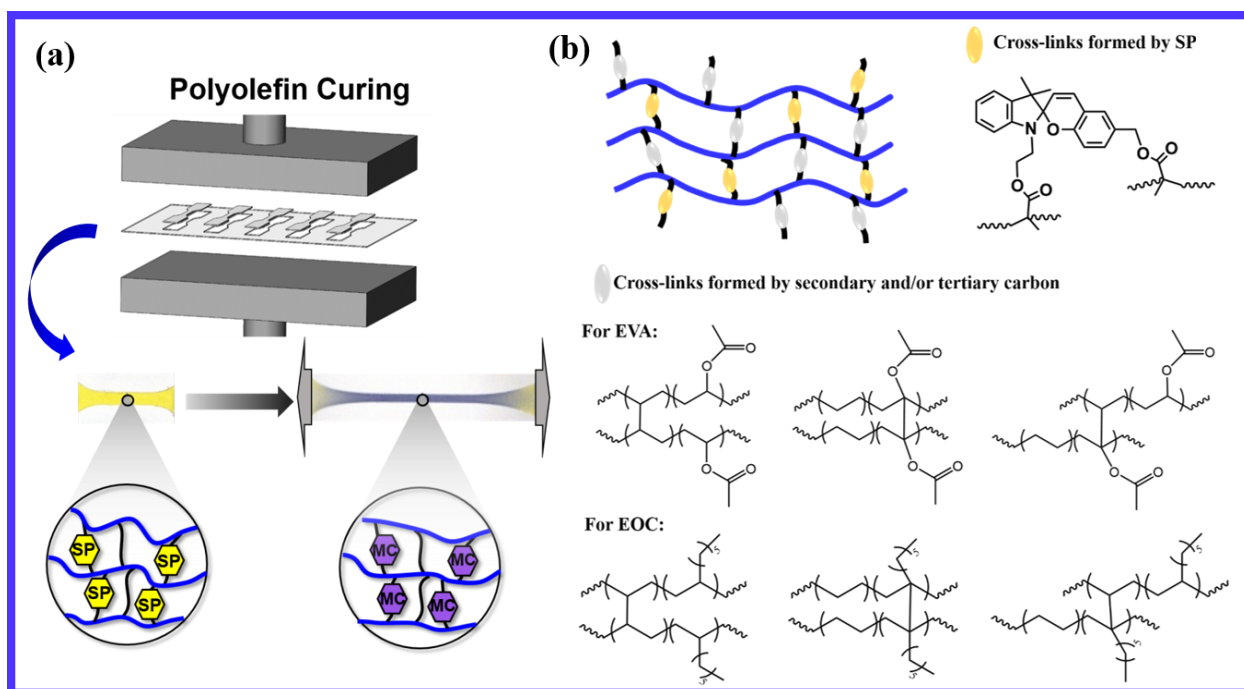 (a)
Polyolefin Curing
SP
SP
SP
SP
MC
MC
MC
MC
(b)
Cross-links formed by SP
N
O
O
O
O
O
Cross-links formed by secondary and/or tertiary carbon
For EVA:
O
O
O
O
O
O
O
O
O
O
O
O
For EOC:
5
5
5
5
5
5